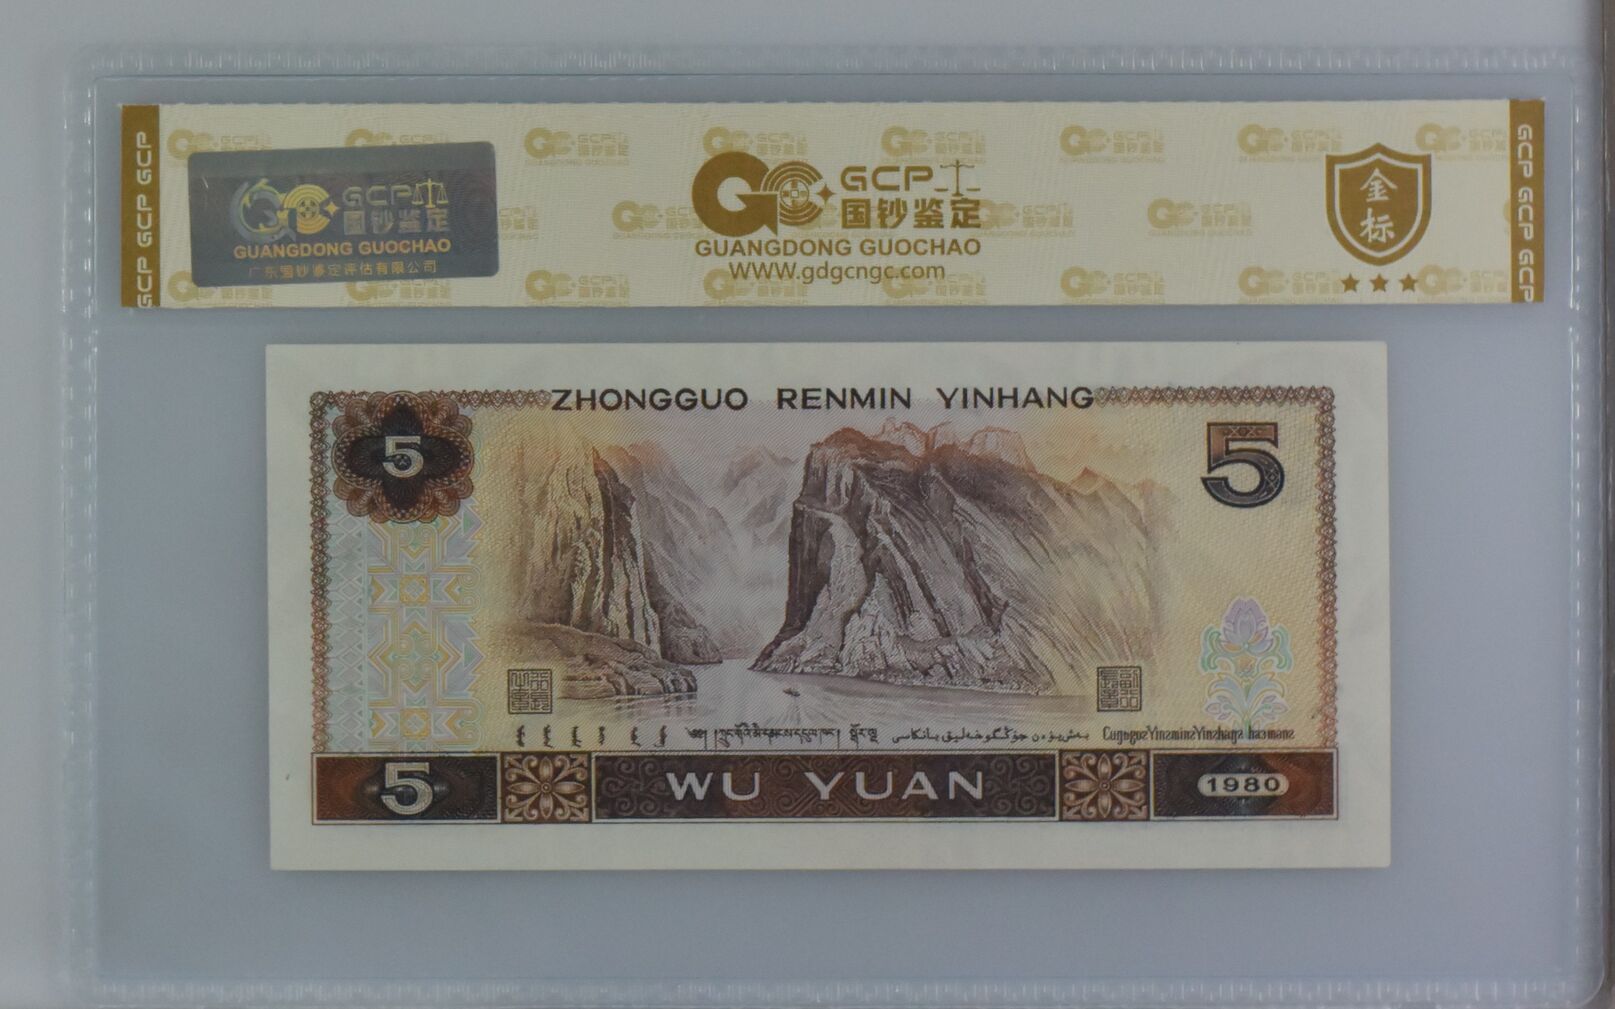 GCP GCP GCP
GCP
国钞鉴定
GUANGDONG GUOCHAO
广东国钞鉴定评估有限公司
GCP
国钞鉴定
GUANGDONG GUOCHAO
WWW.gdgcngc.com
金
标
GCP GCP GCP
ZHONGGUO RENMIN YINHANG
5
5
5
WU YUAN
1980